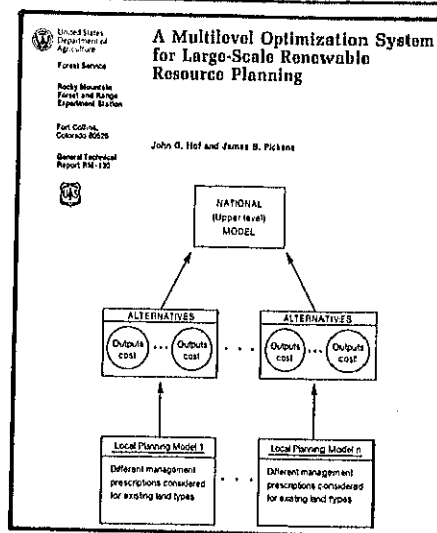 United States
Department of
Agriculture
Forest Service
Rocky Mountain
Forest and Range
Experiment Station
Fort Collins,
Colorado 80526
General Technical
Report RM-130
A Multilevel Optimization System
for Large-Scale Renewable
Resource Planning
John G. Hof and James B. Pickens
NATIONAL
(Upper level)
MODEL
ALTERNATIVES
Outputs
cost
...
Outputs
cost
. . .
ALTERNATIVES
Outputs
cost
...
Outputs
cost
Local Planning Model 1
Different management
prescriptions considered
for existing land types
. . .
Local Planning Model n
Different management
prescriptions considered
for existing land types